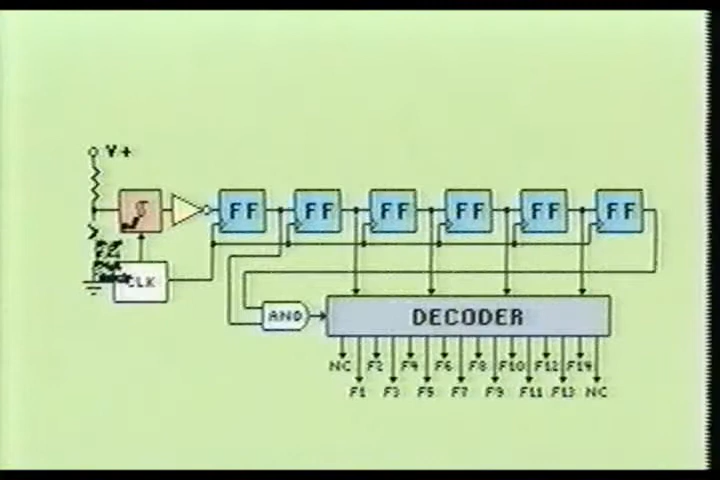 V+
FF FF FF FF FF FF
CLK
AND
DECODER
NC F2 F4 F6 F8 F10 F12 F14
F1 F3 F5 F7 F9 F11 F13 NC